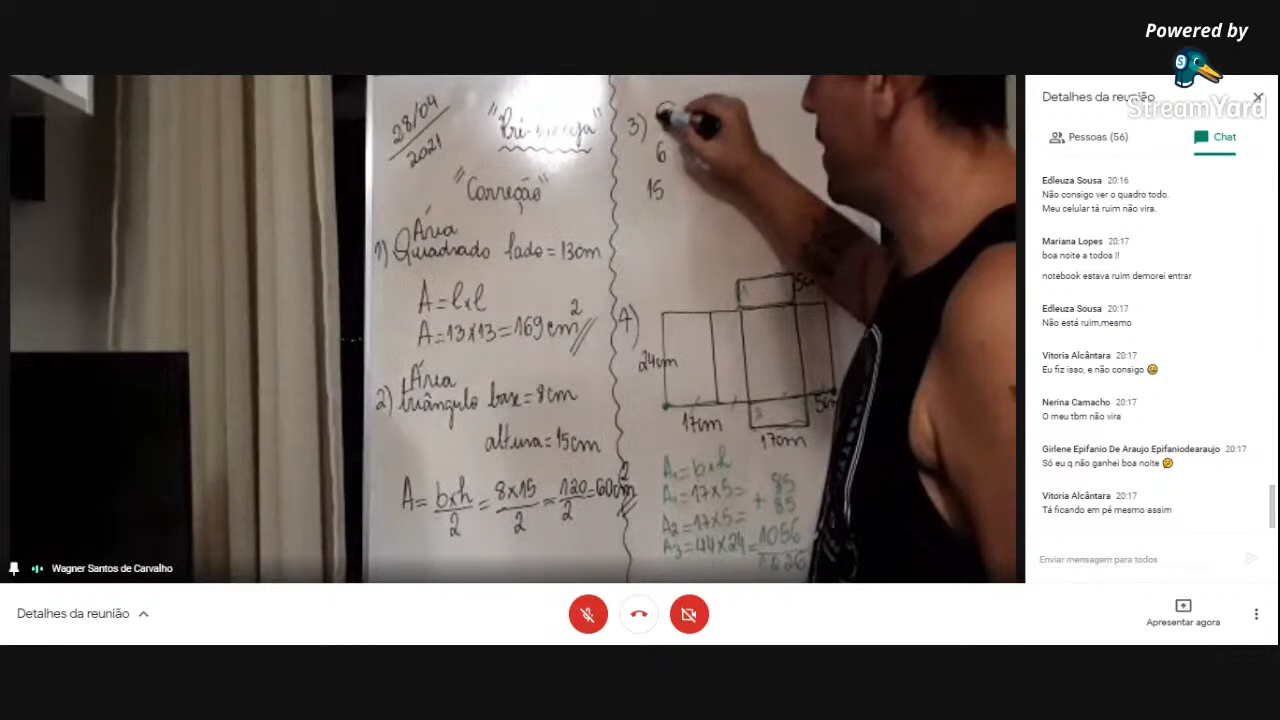 Powered by
StreamYard
28/04
2021
"Correção"
1) Área
Quadrado lado = 13cm
A = l x l
A = 13 x 13 = 169 cm²
2) Área
triângulo base = 8cm
altura = 15cm
A = b x h / 2 = 8 x 15 / 2 = 120 / 2 = 60cm²
3)
6
15
4)
5cm
24cm
17cm
5cm
17cm
A1 = b x h
A1 = 17 x 5 = 85
A2 = 17 x 5 = + 85
A3 = 44 x 24 = 1056
Wagner Santos de Carvalho
Detalhes da reunião
Apresentar agora
Detalhes da reunião
Pessoas (56)
Chat
Edleuza Sousa 20:16
Não consigo ver o quadro todo.
Meu celular tá ruim não vira.
Mariana Lopes 20:17
boa noite a todos !!
notebook estava ruim demorei entrar
Edleuza Sousa 20:17
Não está ruim,mesmo
Vitoria Alcântara 20:17
Eu fiz isso, e não consigo 😀
Nerina Camacho 20:17
O meu tbm não vira
Girlene Epifanio De Araujo Epifaniodearaujo 20:17
Só eu q não ganhei boa noite 😕
Vitoria Alcântara 20:17
Tá ficando em pé mesmo assim
Enviar mensagem para todos